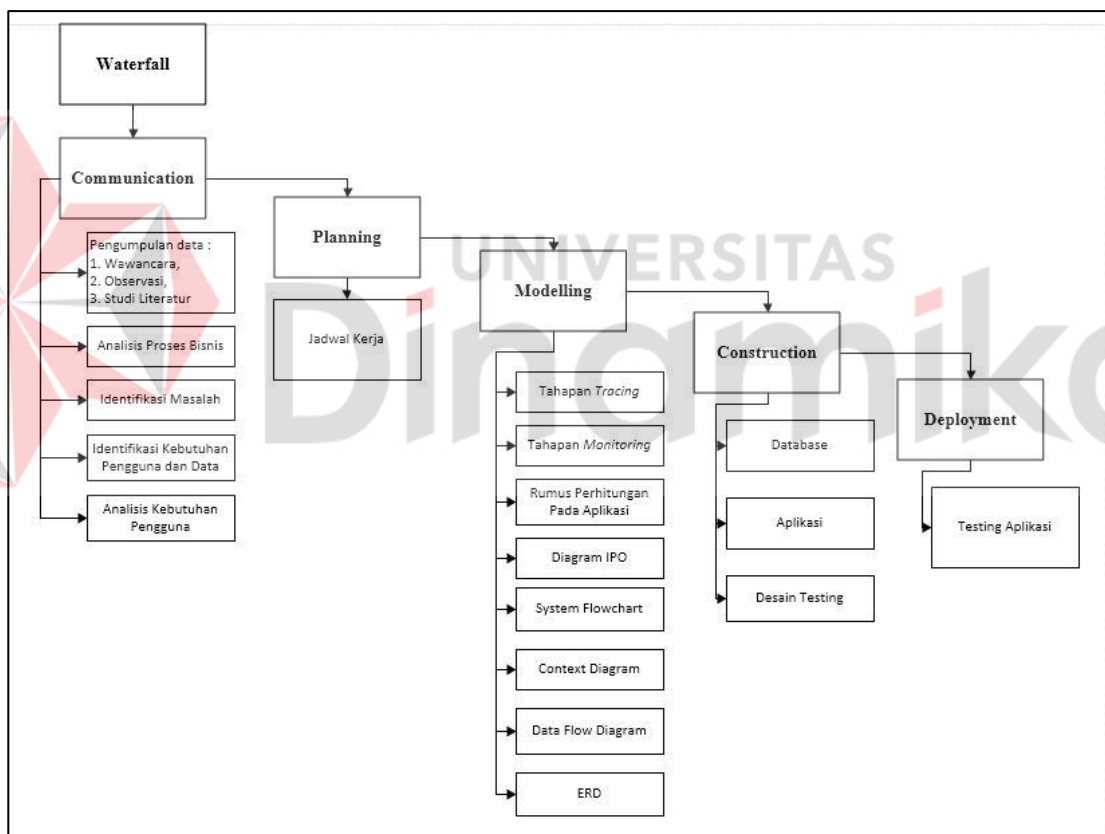 Waterfall
Communication
Pengumpulan data :
1. Wawancara,
2. Observasi,
3. Studi Literatur
Analisis Proses Bisnis
Identifikasi Masalah
Identifikasi Kebutuhan
Pengguna dan Data
Analisis Kebutuhan
Pengguna
Planning
Jadwal Kerja
Modelling
Tahapan Tracing
Tahapan Monitoring
Rumus Perhitungan
Pada Aplikasi
Diagram IPO
System Flowchart
Context Diagram
Data Flow Diagram
ERD
Construction
Database
Aplikasi
Desain Testing
Deployment
Testing Aplikasi
UNIVERSITAS
Dinamika